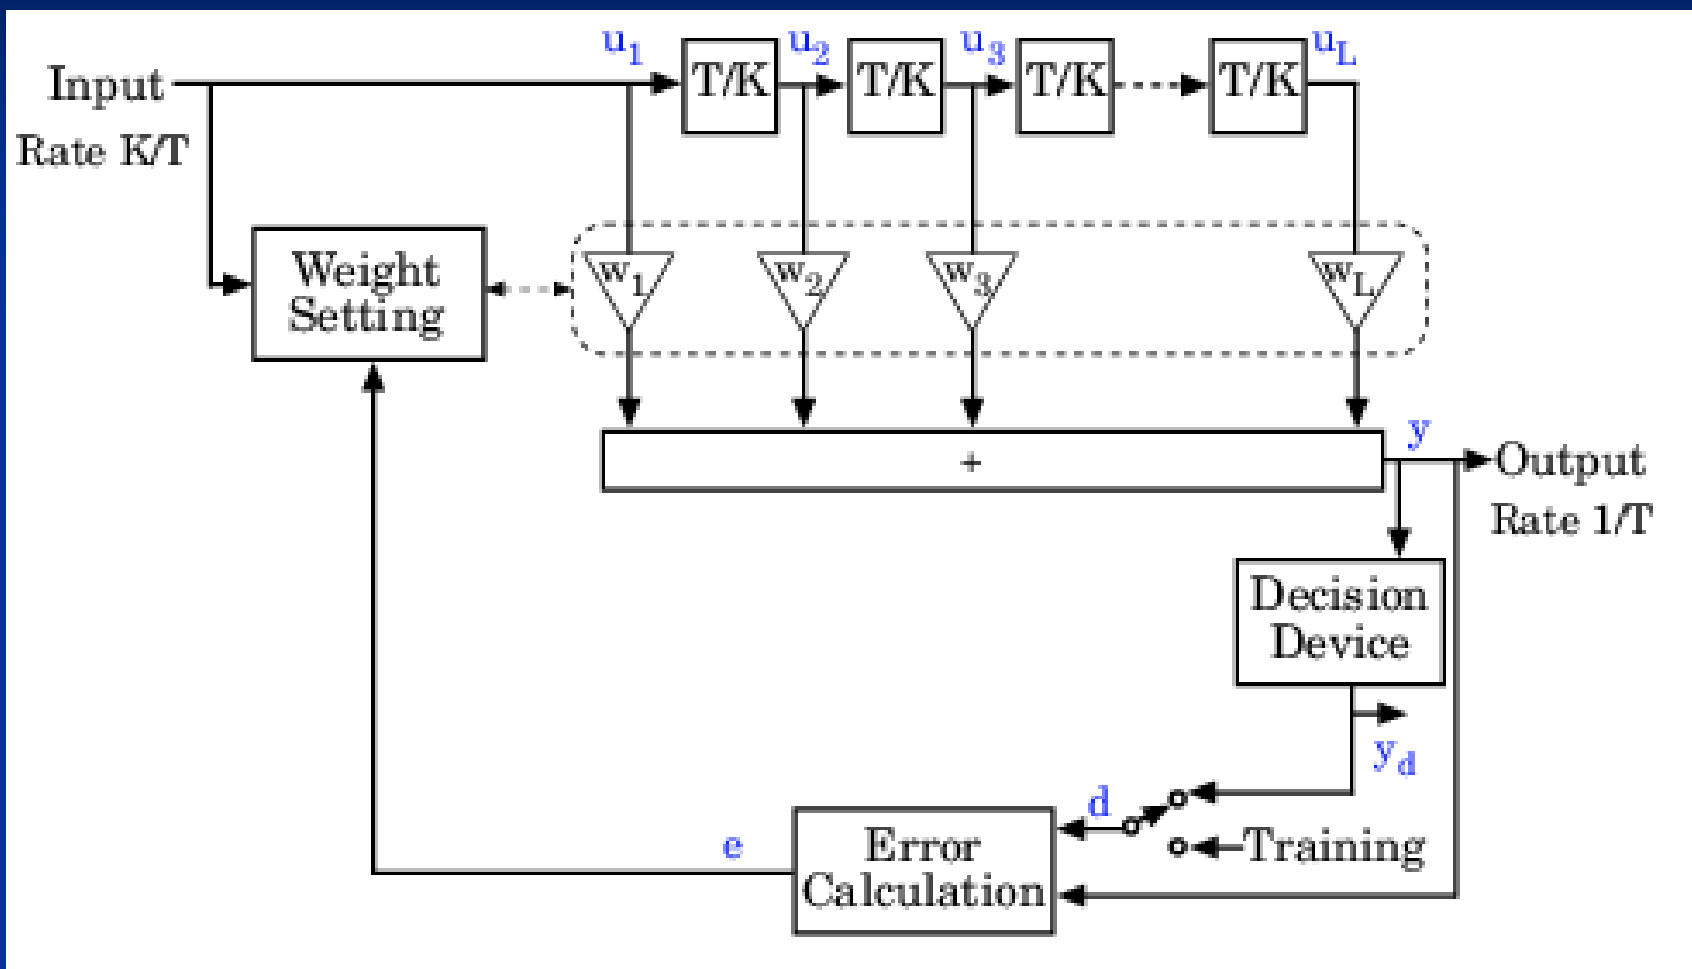 u1
u2
u3
uL
Input
T/K
T/K
T/K
T/K
Rate K/T
Weight
Setting
w1
w2
w3
wL
+
y
Output
Rate 1/T
Decision
Device
yd
d
Training
e
Error
Calculation